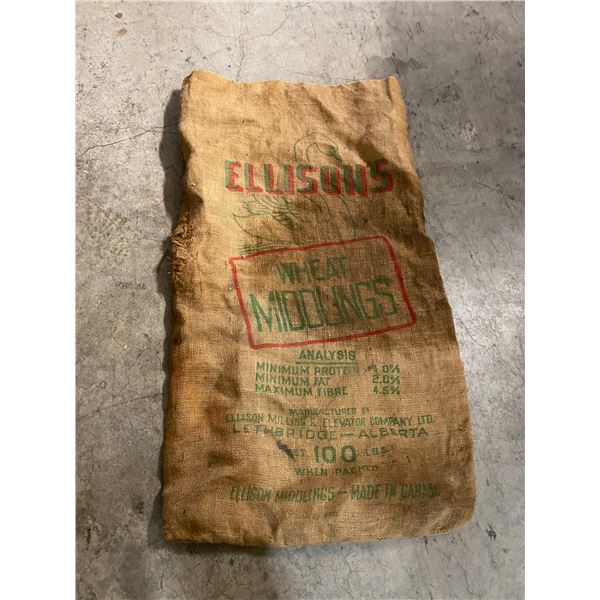 ELLISON'S
WHEAT
MIDDLINGS
ANALYSIS
MINIMUM PROTEIN
MINIMUM FAT 2.0%
MAXIMUM FIBRE 4.5%
MANUFACTURED BY
ELLISON MILLING & ELEVATOR COMPANY LTD.
LETHBRIDGE — ALBERTA
100 LBS.
WHEN PACKED
ELLISON MIDDLINGS — MADE IN CANADA